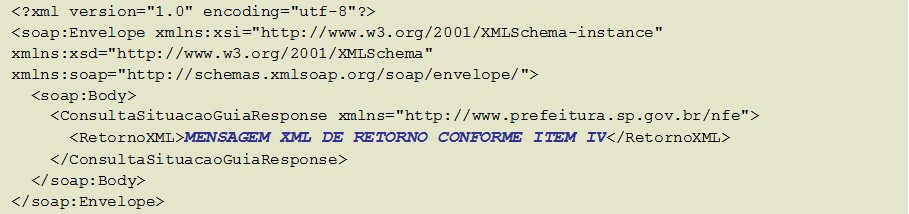 <?xml version="1.0" encoding="utf-8"?>
<soap:Envelope xmlns:xsi="http://www.w3.org/2001/XMLSchema-instance"
xmlns:xsd="http://www.w3.org/2001/XMLSchema"
xmlns:soap="http://schemas.xmlsoap.org/soap/envelope/">
  <soap:Body>
    <ConsultaSituacaoGuiaResponse xmlns="http://www.prefeitura.sp.gov.br/nfe">
      <RetornoXML>MENSAGEM XML DE RETORNO CONFORME ITEM IV</RetornoXML>
    </ConsultaSituacaoGuiaResponse>
  </soap:Body>
</soap:Envelope>